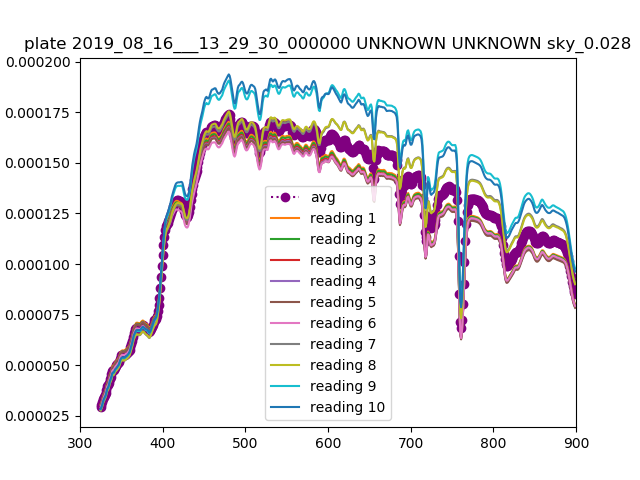 plate 2019_08_16___13_29_30_000000 UNKNOWN UNKNOWN sky_0.028
0.000200
0.000175
0.000150
0.000125
0.000100
0.000075
0.000050
0.000025
avg
reading 1
reading 2
reading 3
reading 4
reading 5
reading 6
reading 7
reading 8
reading 9
reading 10
300 400 500 600 700 800 900